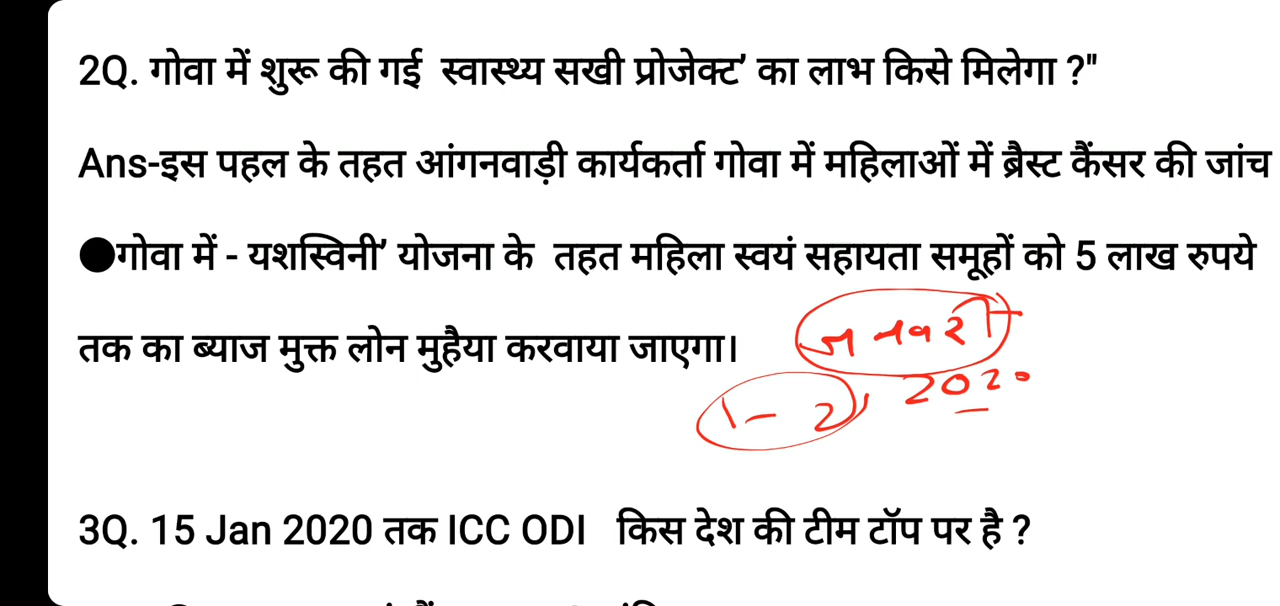 2Q. गोवा में शुरू की गई स्वास्थ्य सखी प्रोजेक्ट' का लाभ किसे मिलेगा ?"
Ans-इस पहल के तहत आंगनवाड़ी कार्यकर्ता गोवा में महिलाओं में ब्रैस्ट कैंसर की जांच
●गोवा में - यशस्विनी' योजना के तहत महिला स्वयं सहायता समूहों को 5 लाख रुपये
तक का ब्याज मुक्त लोन मुहैया करवाया जाएगा।
जनवरी
1-2, 2020
3Q. 15 Jan 2020 तक ICC ODI किस देश की टीम टॉप पर है ?